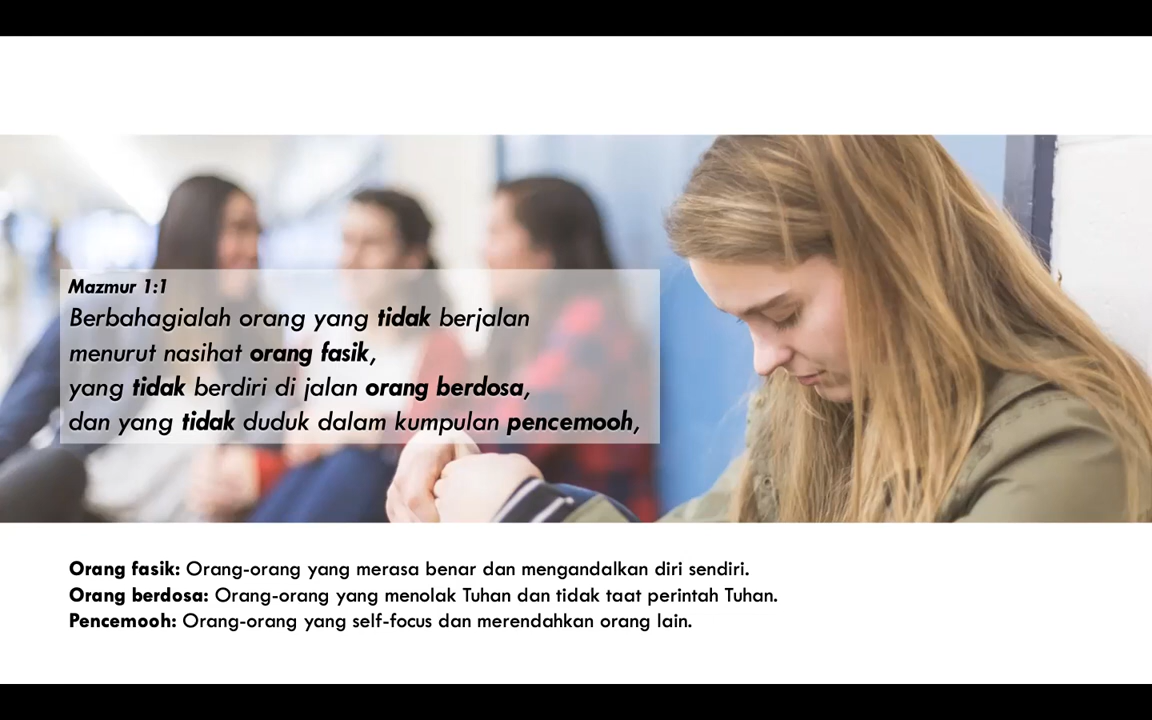 Mazmur 1:1
Berbahagialah orang yang tidak berjalan
menurut nasihat orang fasik,
yang tidak berdiri di jalan orang berdosa,
dan yang tidak duduk dalam kumpulan pencemooh,
Orang fasik: Orang-orang yang merasa benar dan mengandalkan diri sendiri.
Orang berdosa: Orang-orang yang menolak Tuhan dan tidak taat perintah Tuhan.
Pencemooh: Orang-orang yang self-focus dan merendahkan orang lain.